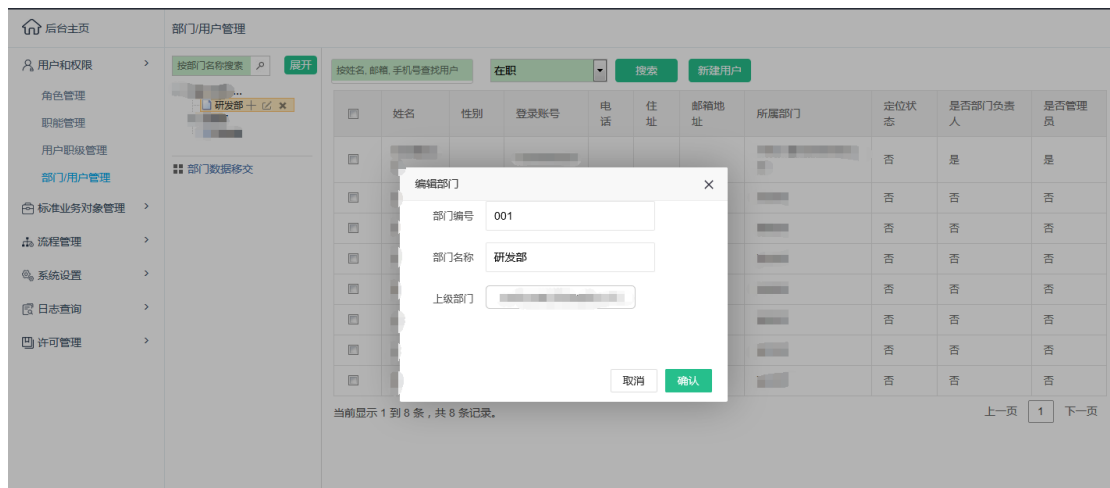 后台主页
部门/用户管理
用户和权限
角色管理
职能管理
用户职级管理
部门/用户管理
标准业务对象管理
流程管理
系统设置
日志查询
许可管理
按部门名称搜索 展开
研发部
部门数据移交
按姓名, 邮箱, 手机号查找用户 在职 搜索 新建用户
姓名 性别 登录账号 电话 住址 邮箱地址 所属部门 定位状态 是否部门负责人 是否管理员
否 是 是
否 否 否
否 否 否
否 否 否
否 否 否
否 否 否
否 否 否
否 否 否
编辑部门
部门编号 001
部门名称 研发部
上级部门
取消 确认
当前显示 1 到 8 条，共 8 条记录。
上一页 1 下一页